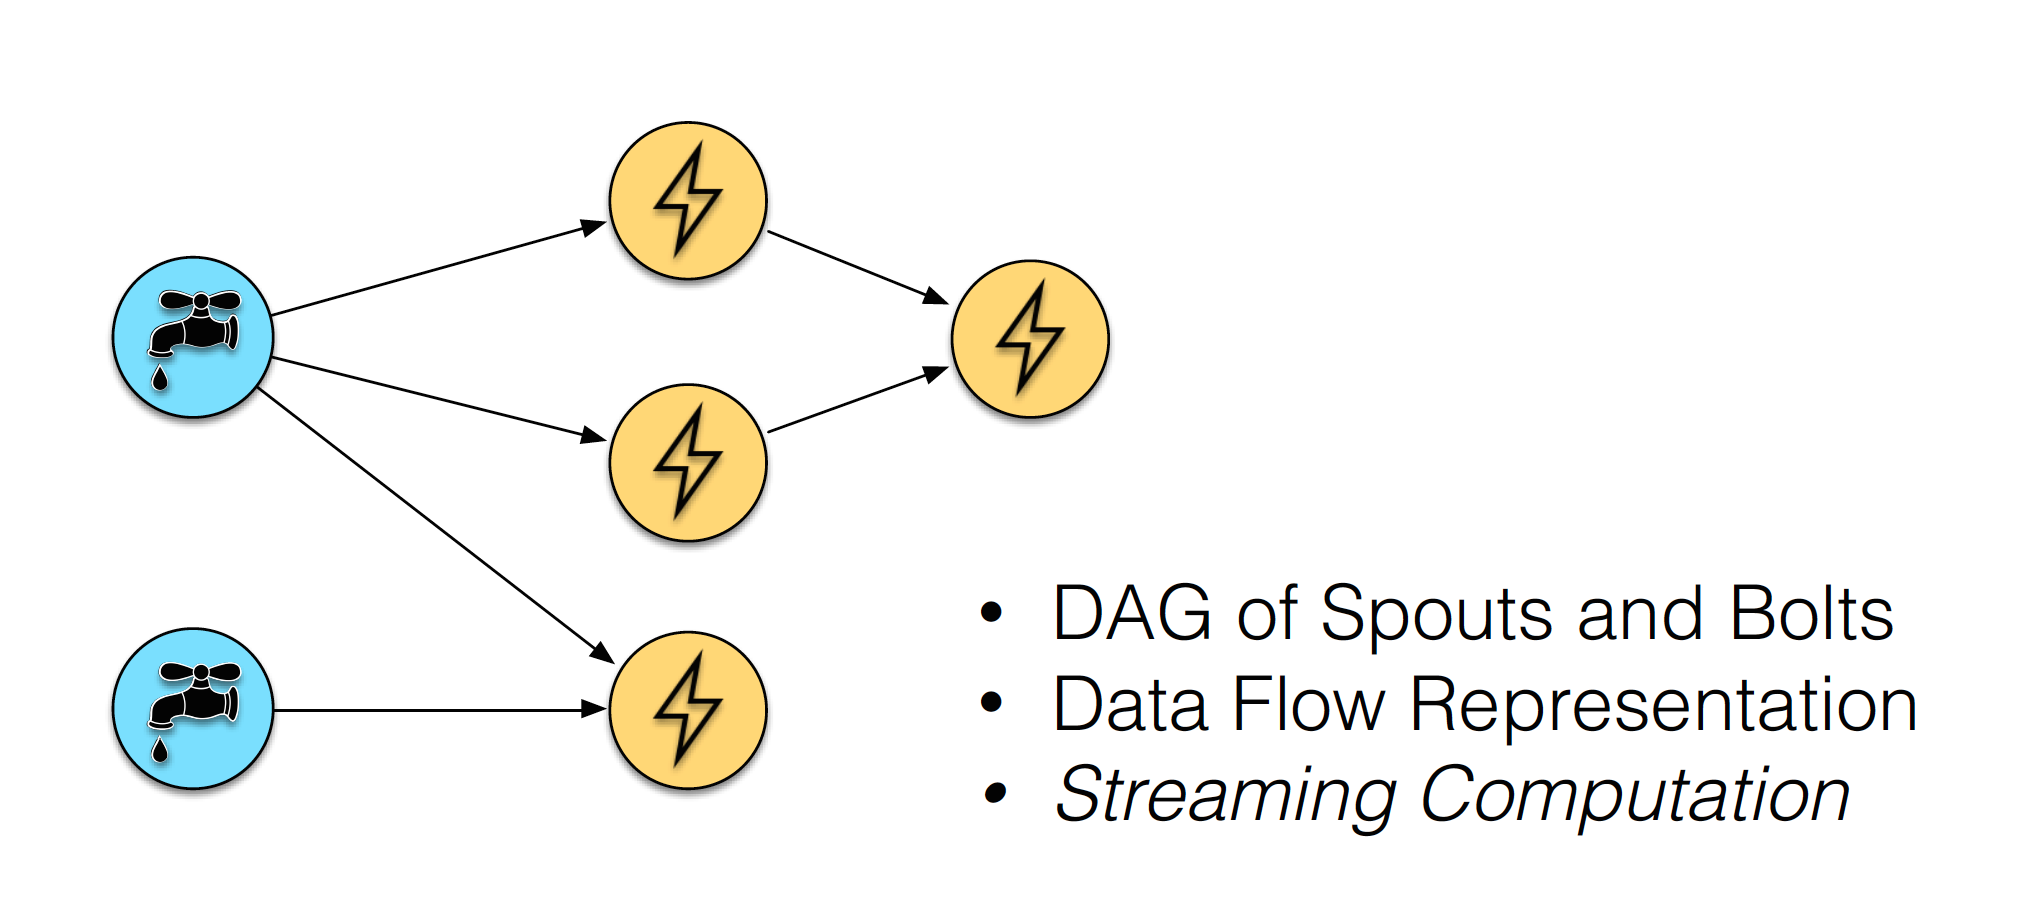 • DAG of Spouts and Bolts
• Data Flow Representation
• Streaming Computation